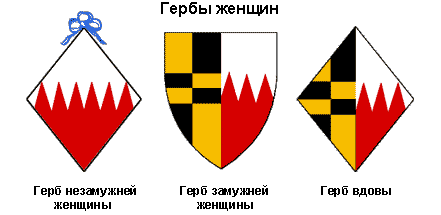 Гербы женщин
Герб незамужней
женщины
Герб замужней
женщины
Герб вдовы